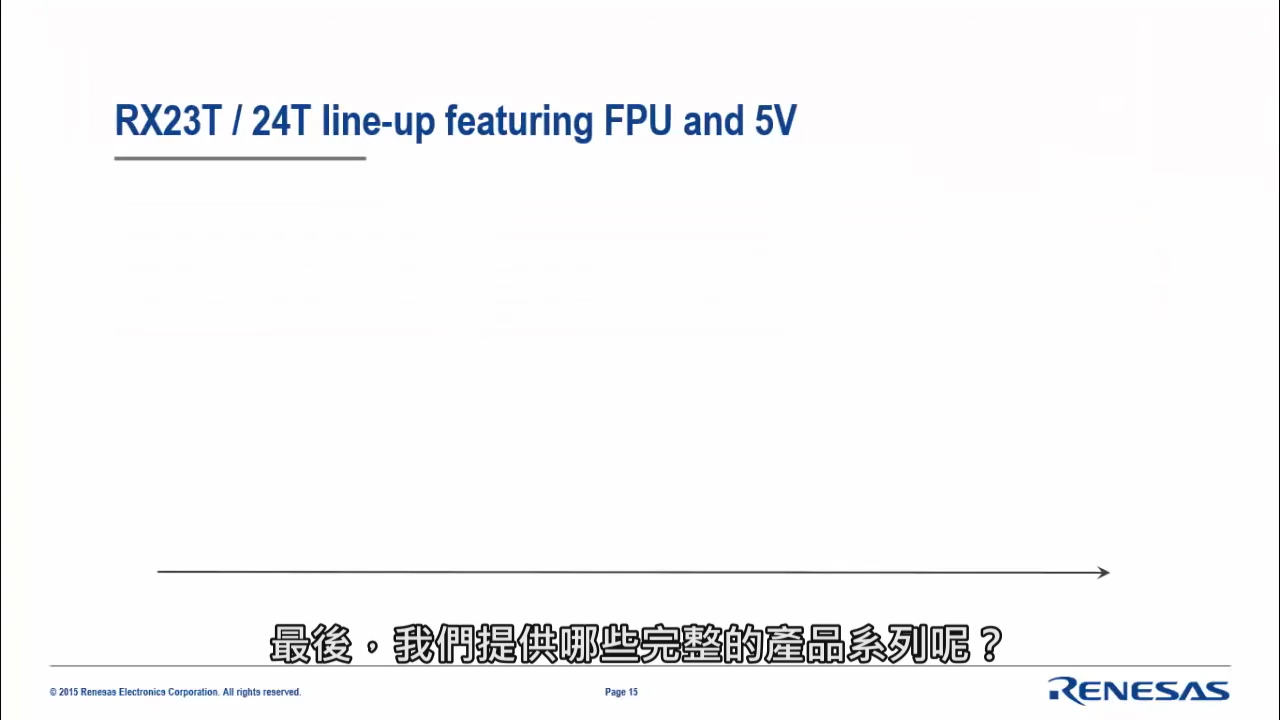 RX23T / 24T line-up featuring FPU and 5V
最後，我們提供哪些完整的產品系列呢？
© 2015 Renesas Electronics Corporation. All rights reserved.
Page 15
RENESAS